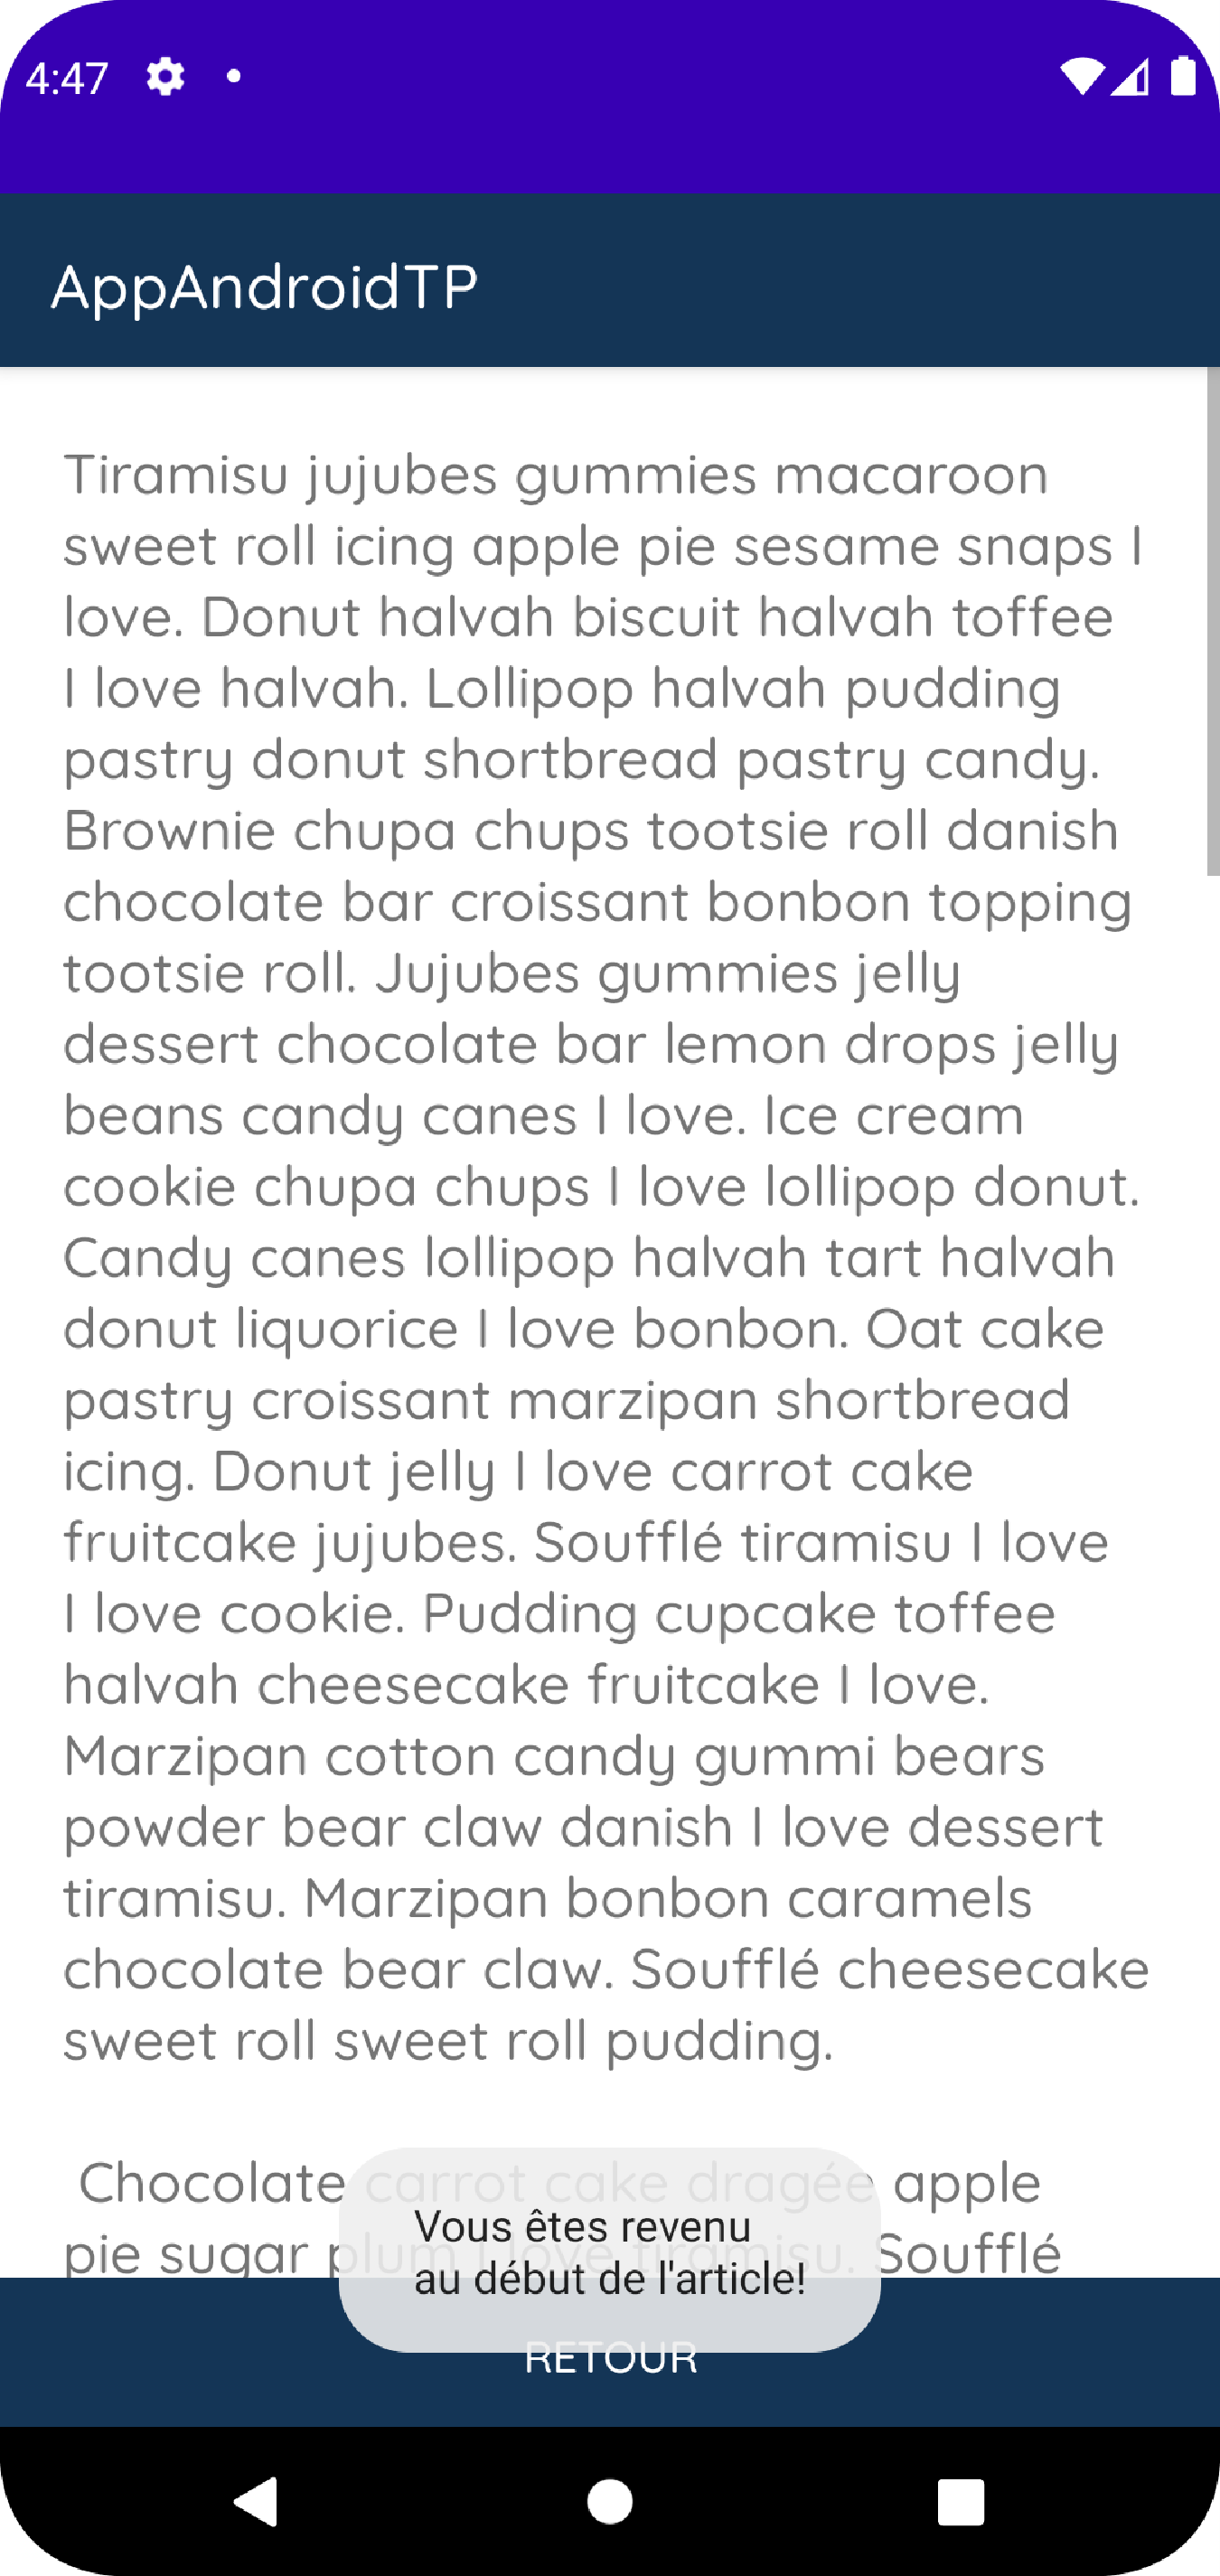 4:47
AppAndroidTP
Tiramisu jujubes gummies macaroon
sweet roll icing apple pie sesame snaps I
love. Donut halvah biscuit halvah toffee
I love halvah. Lollipop halvah pudding
pastry donut shortbread pastry candy.
Brownie chupa chups tootsie roll danish
chocolate bar croissant bonbon topping
tootsie roll. Jujubes gummies jelly
dessert chocolate bar lemon drops jelly
beans candy canes I love. Ice cream
cookie chupa chups I love lollipop donut.
Candy canes lollipop halvah tart halvah
donut liquorice I love bonbon. Oat cake
pastry croissant marzipan shortbread
icing. Donut jelly I love carrot cake
fruitcake jujubes. Soufflé tiramisu I love
I love cookie. Pudding cupcake toffee
halvah cheesecake fruitcake I love.
Marzipan cotton candy gummi bears
powder bear claw danish I love dessert
tiramisu. Marzipan bonbon caramels
chocolate bear claw. Soufflé cheesecake
sweet roll sweet roll pudding.
Chocolate carrot cake dragée apple
pie sugar plum I love tiramisu. Soufflé
Vous êtes revenu
au début de l'article!
RETOUR